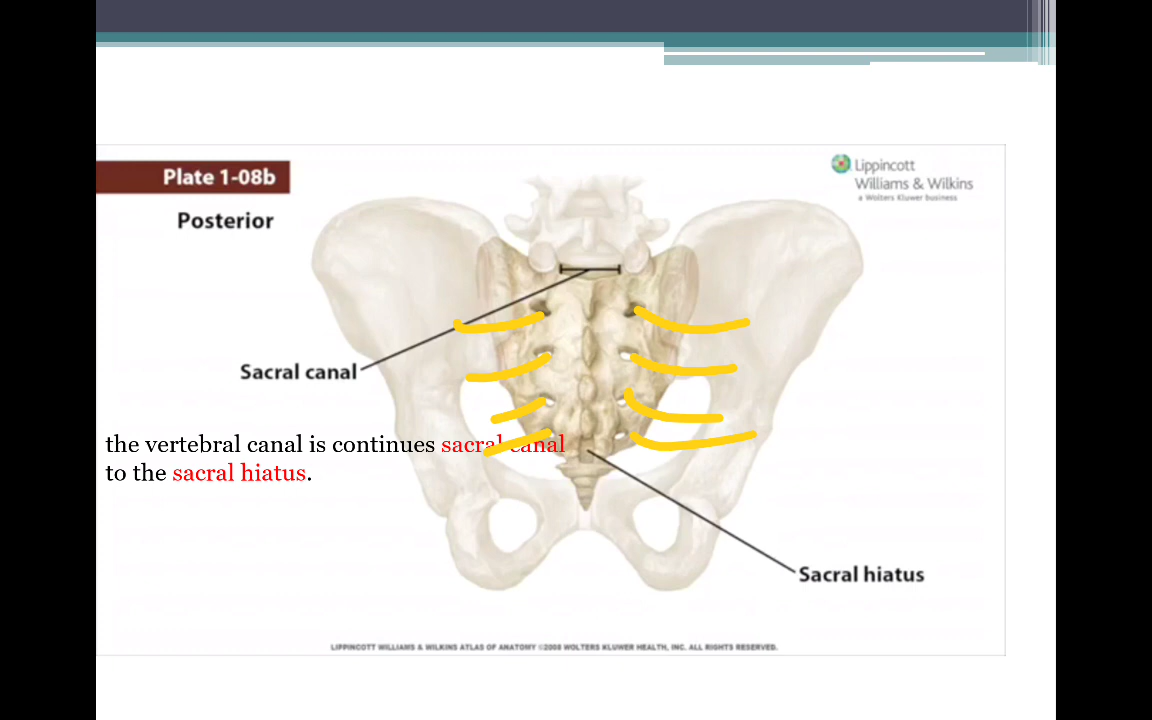 Plate 1-08b
Lippincott
Williams & Wilkins
a Wolters Kluwer business
Posterior
Sacral canal
the vertebral canal is continues sacral canal
to the sacral hiatus.
Sacral hiatus
LIPPINCOTT WILLIAMS & WILKINS ATLAS OF ANATOMY ©2008 WOLTERS KLUWER HEALTH, INC. ALL RIGHTS RESERVED.